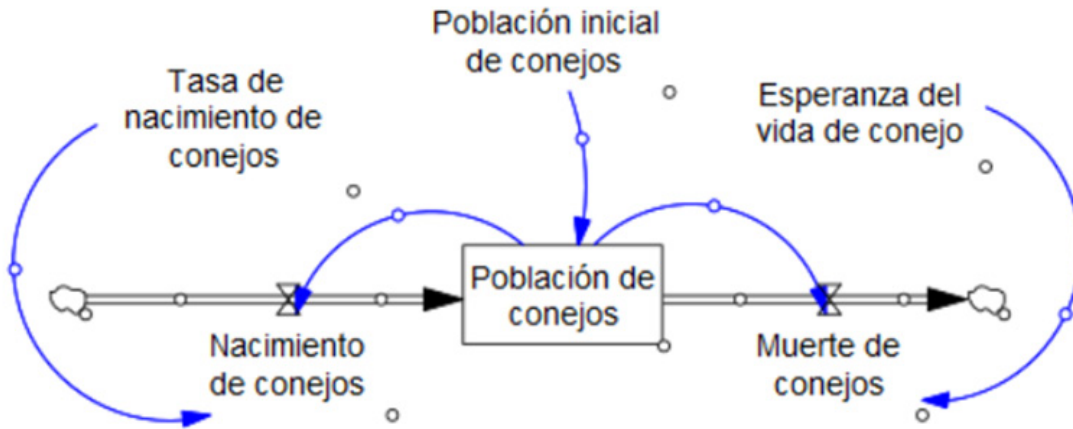 Población inicial
de conejos
Tasa de
nacimiento de
conejos
Esperanza del
vida de conejo
Población de
conejos
Nacimiento
de conejos
Muerte de
conejos